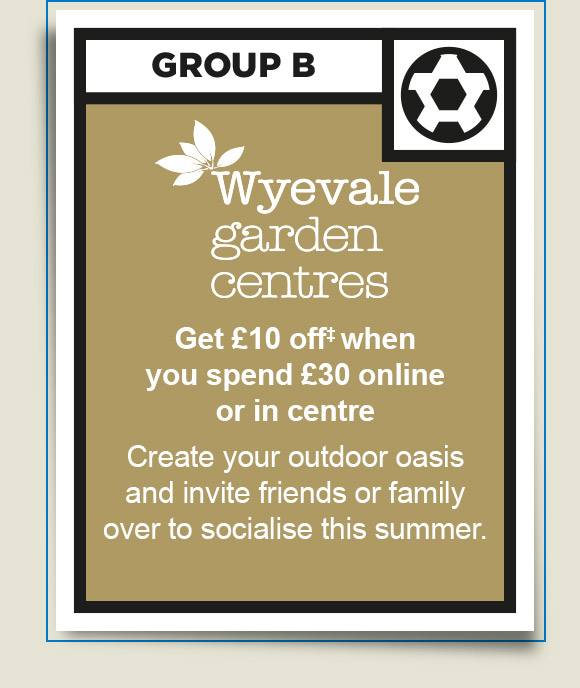 GROUP B
Wyevale
garden
centres
Get £10 off‡ when
you spend £30 online
or in centre
Create your outdoor oasis
and invite friends or family
over to socialise this summer.